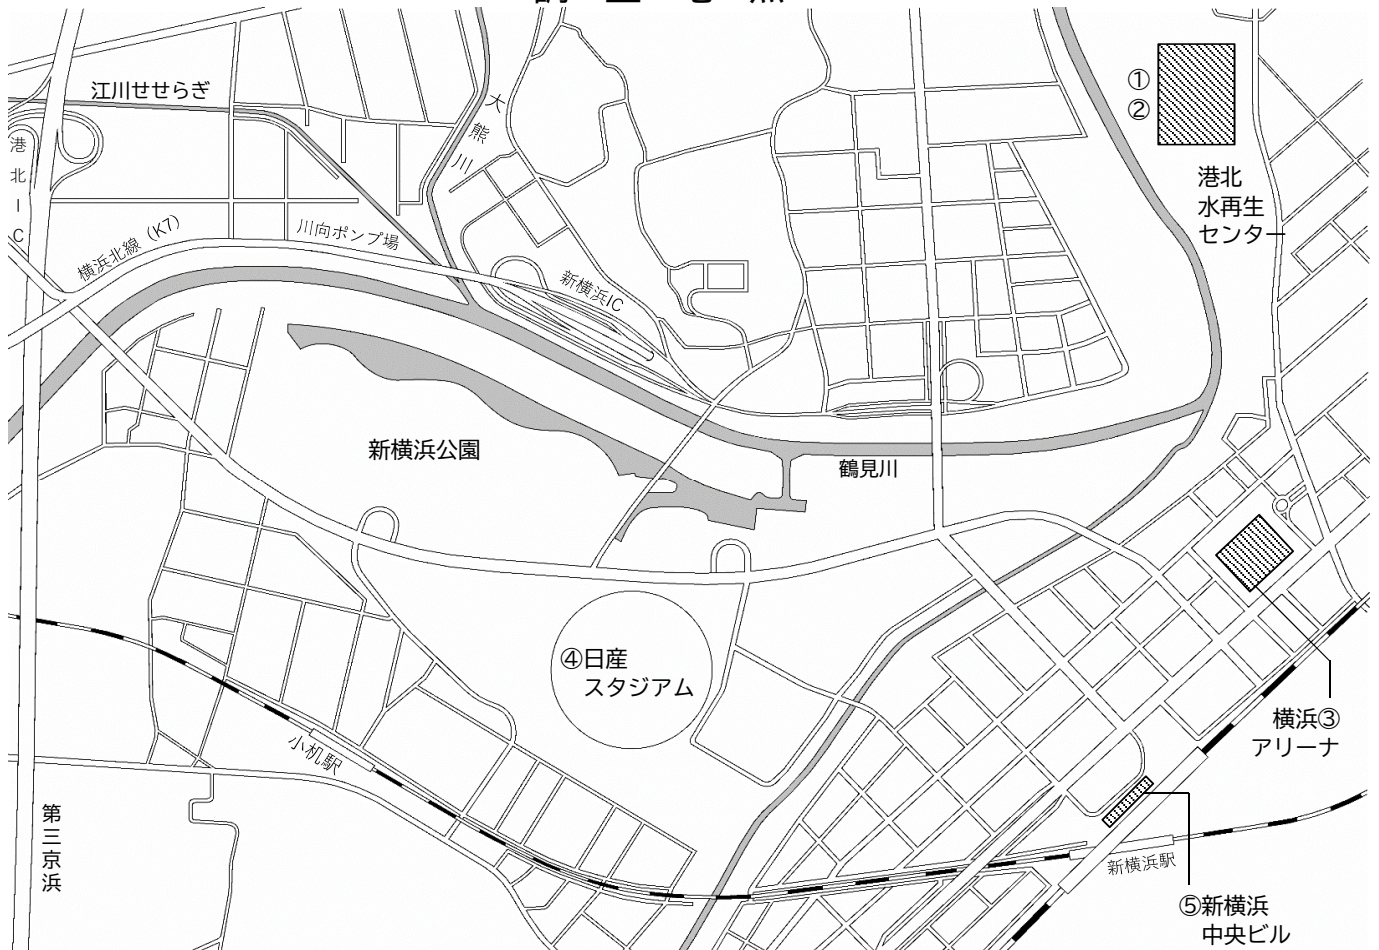 ①
②
江川せせらぎ
大熊川
港北IC
港北
水再生
センター
横浜北線（K7）
川向ポンプ場
新横浜IC
新横浜公園
鶴見川
④日産
スタジアム
横浜③
アリーナ
小机駅
第三京浜
新横浜駅
⑤新横浜
中央ビル